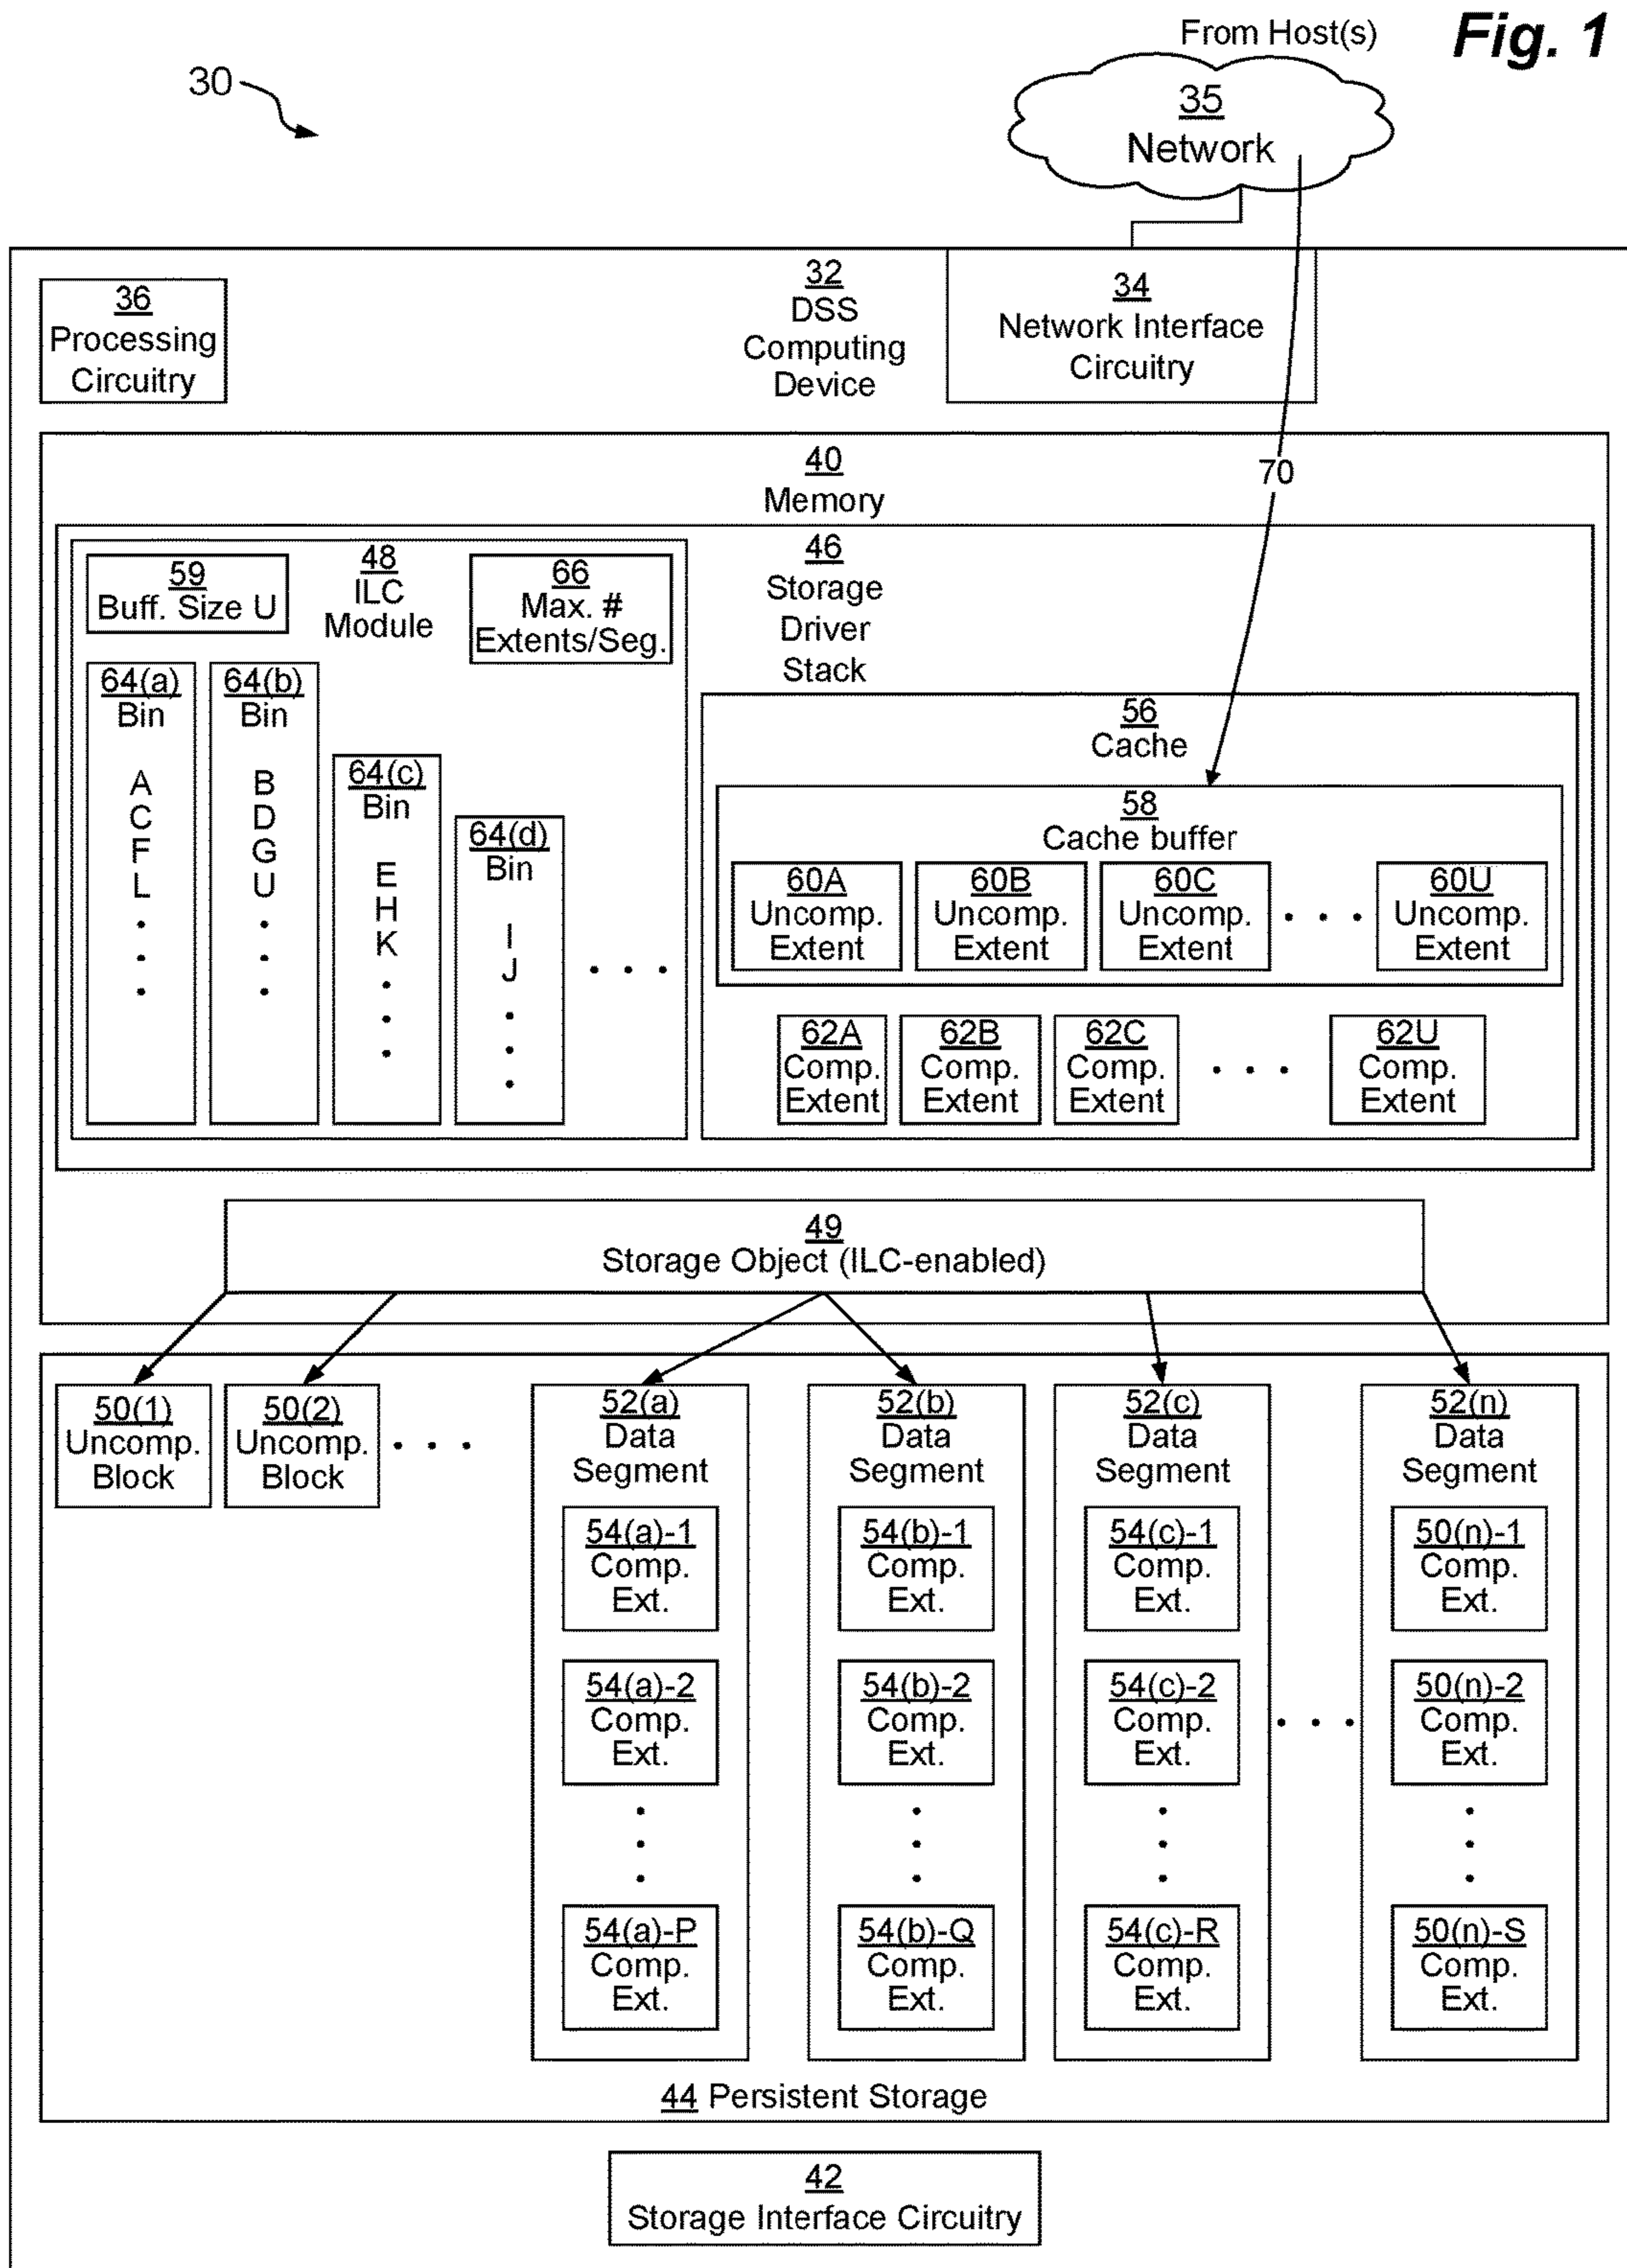 From Host(s)
Fig. 1
30
35
Network
36
Processing
Circuitry
32
DSS
Computing
Device
34
Network Interface
Circuitry
70
40
Memory
46
Storage
Driver
Stack
59
Buff. Size U
48
ILC
Module
66
Max. #
Extents/Seg.
64(a)
Bin
A
C
F
L
64(b)
Bin
B
D
G
U
64(c)
Bin
E
H
K
64(d)
Bin
I
J
. . .
56
Cache
58
Cache buffer
60A
Uncomp.
Extent
60B
Uncomp.
Extent
60C
Uncomp.
Extent
. . .
60U
Uncomp.
Extent
62A
Comp.
Extent
62B
Comp.
Extent
62C
Comp.
Extent
. . .
62U
Comp.
Extent
49
Storage Object (ILC-enabled)
50(1)
Uncomp.
Block
50(2)
Uncomp.
Block
. . .
52(a)
Data
Segment
54(a)-1
Comp.
Ext.
54(a)-2
Comp.
Ext.
54(a)-P
Comp.
Ext.
52(b)
Data
Segment
54(b)-1
Comp.
Ext.
54(b)-2
Comp.
Ext.
54(b)-Q
Comp.
Ext.
52(c)
Data
Segment
54(c)-1
Comp.
Ext.
54(c)-2
Comp.
Ext.
54(c)-R
Comp.
Ext.
. . .
52(n)
Data
Segment
50(n)-1
Comp.
Ext.
50(n)-2
Comp.
Ext.
50(n)-S
Comp.
Ext.
44 Persistent Storage
42
Storage Interface Circuitry